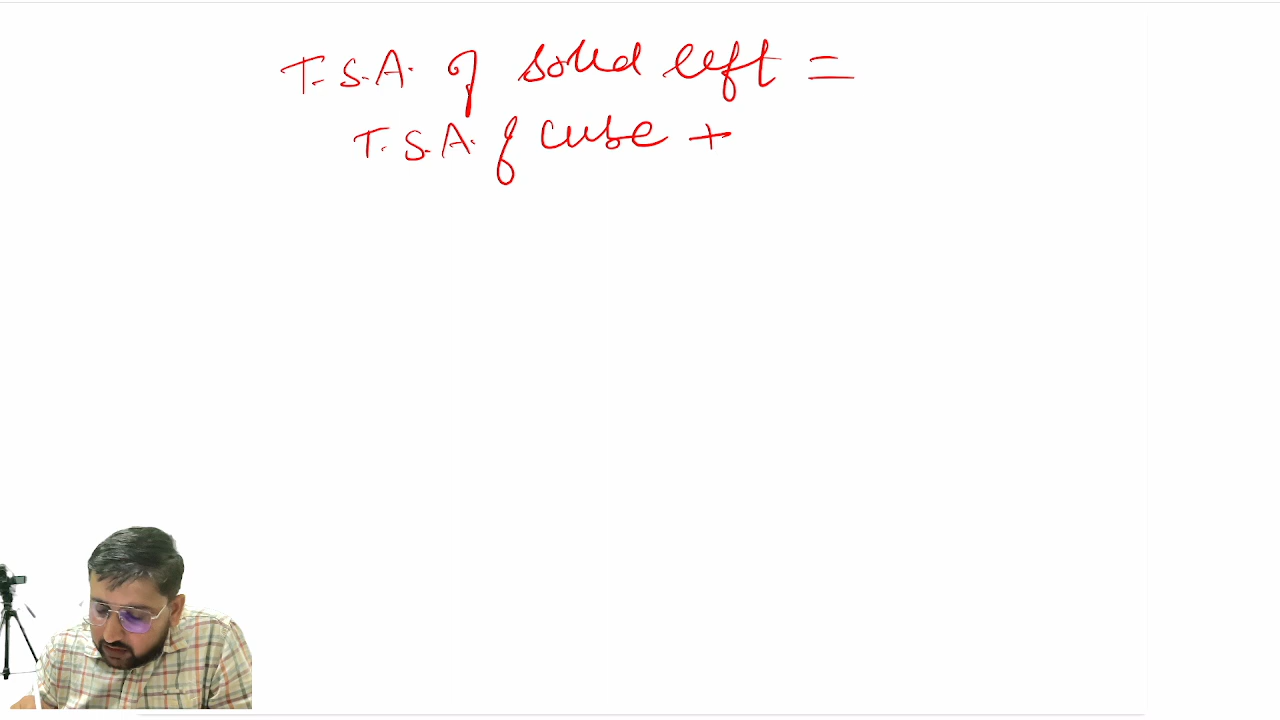 T.S.A. of solid left =
T.S.A. of cube +